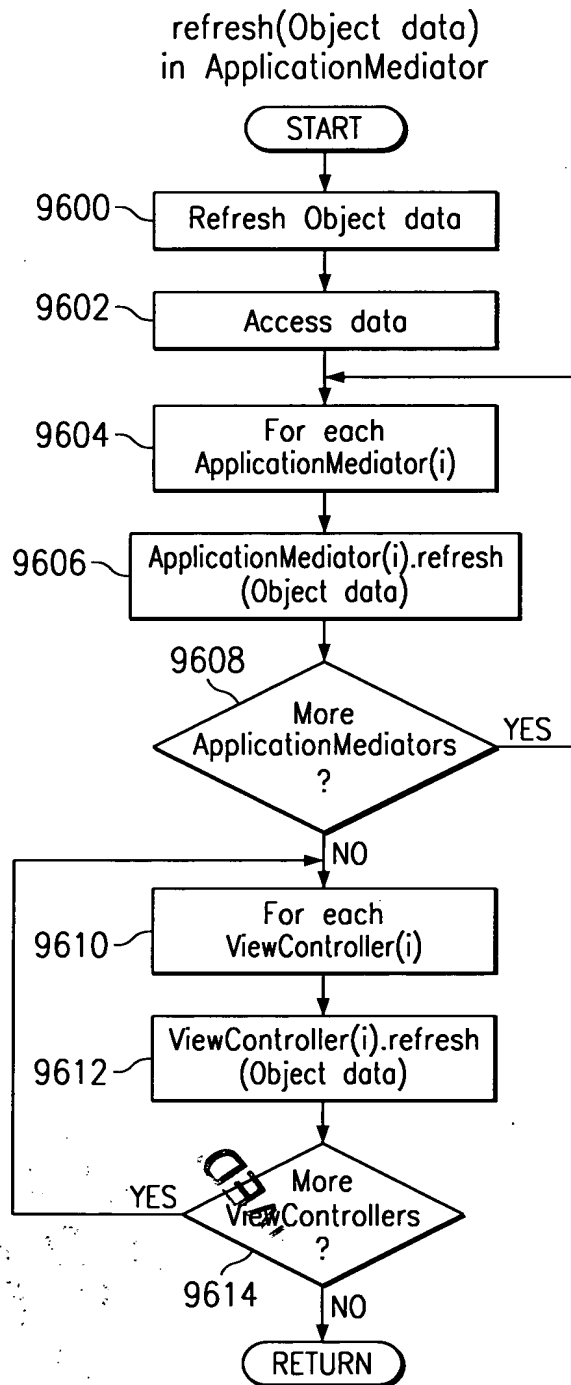 refresh(Object data)
in ApplicationMediator
START
9600
Refresh Object data
9602
Access data
9604
For each
ApplicationMediator(i)
9606
ApplicationMediator(i).refresh
(Object data)
9608
More
ApplicationMediators
?
YES
NO
9610
For each
ViewController(i)
9612
ViewController(i).refresh
(Object data)
More
ViewControllers
?
YES
9614
NO
RETURN